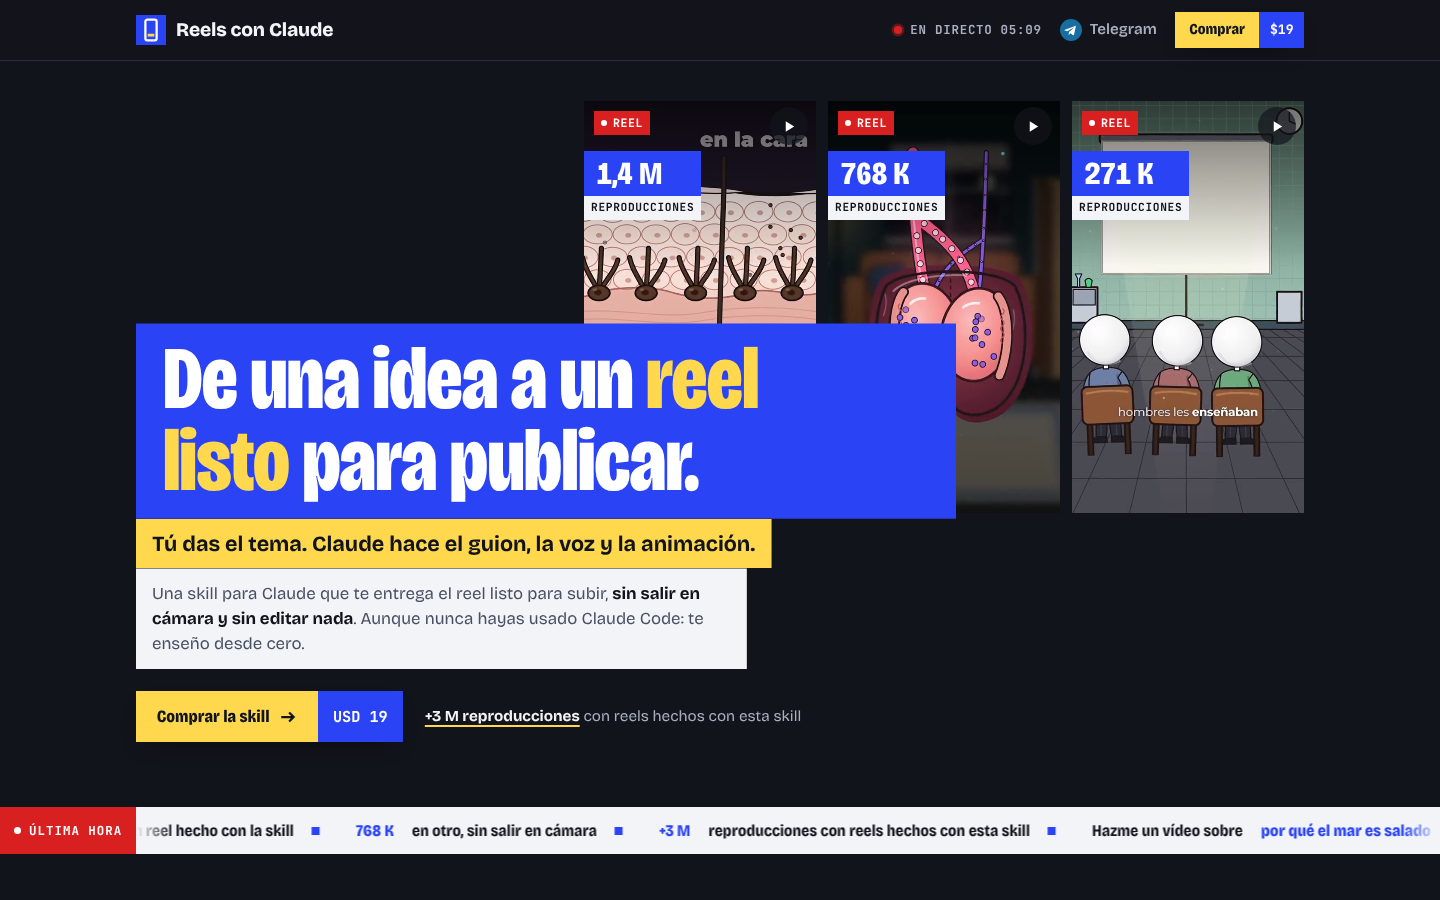 Reels con Claude
EN DIRECTO 05:09
Telegram
Comprar
$19
REEL
en la cara
1,4 M
REPRODUCCIONES
REEL
768 K
REPRODUCCIONES
REEL
271 K
REPRODUCCIONES
hombres les enseñaban
De una idea a un reel
listo para publicar.
Tú das el tema. Claude hace el guion, la voz y la animación.
Una skill para Claude que te entrega el reel listo para subir, sin salir en
cámara y sin editar nada. Aunque nunca hayas usado Claude Code: te
enseño desde cero.
Comprar la skill → USD 19
+3 M reproducciones con reels hechos con esta skill
ÚLTIMA HORA
reel hecho con la skill ■ 768 K en otro, sin salir en cámara ■ +3 M reproducciones con reels hechos con esta skill ■ Hazme un vídeo sobre por qué el mar es salado